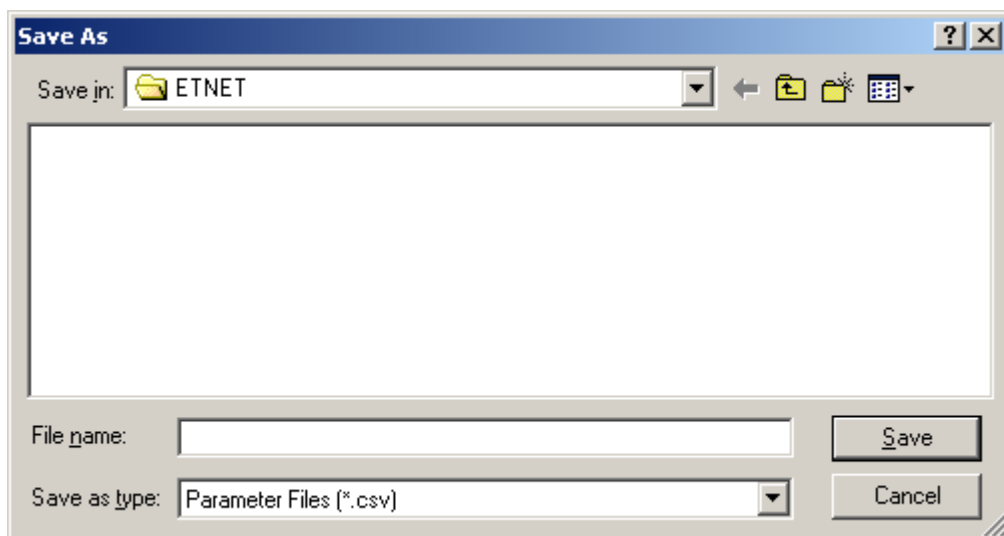 Save As
Save in: ETNET
File name: Save
Save as type: Parameter Files (*.csv) Cancel